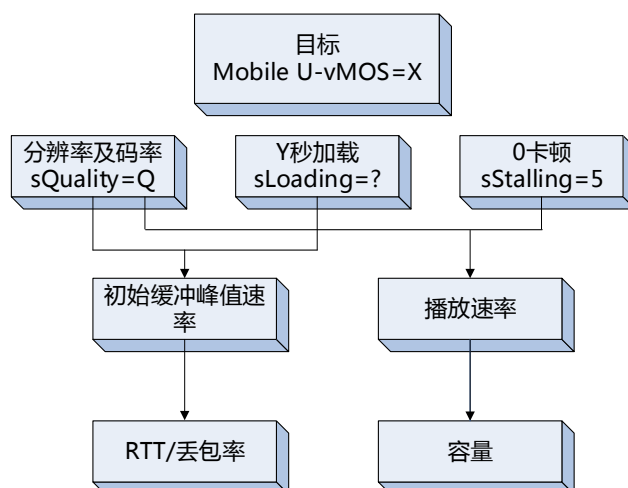 目标
Mobile U-vMOS=X
分辨率及码率
sQuality=Q
Y秒加载
sLoading=?
0卡顿
sStalling=5
初始缓冲峰值速
率
播放速率
RTT/丢包率
容量